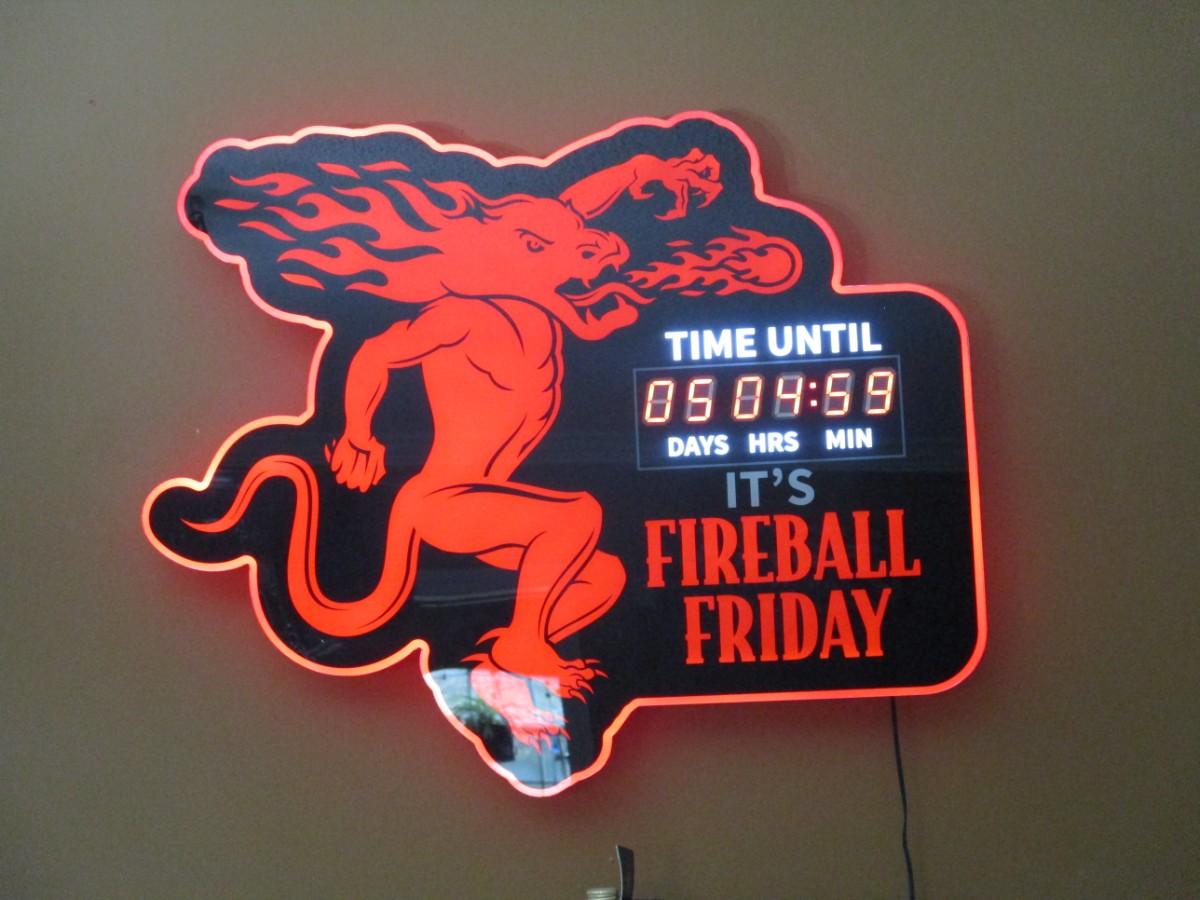 TIME UNTIL
05 04:59
DAYS HRS MIN
IT'S
FIREBALL
FRIDAY